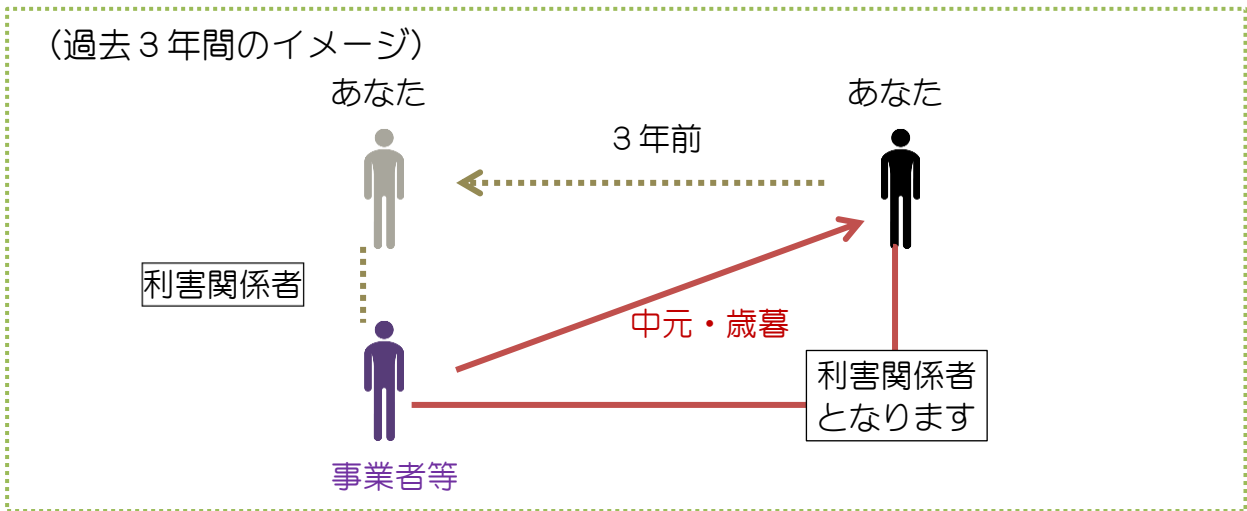 （過去３年間のイメージ）
あなた
あなた
３年前
利害関係者
中元・歳暮
利害関係者
となります
事業者等